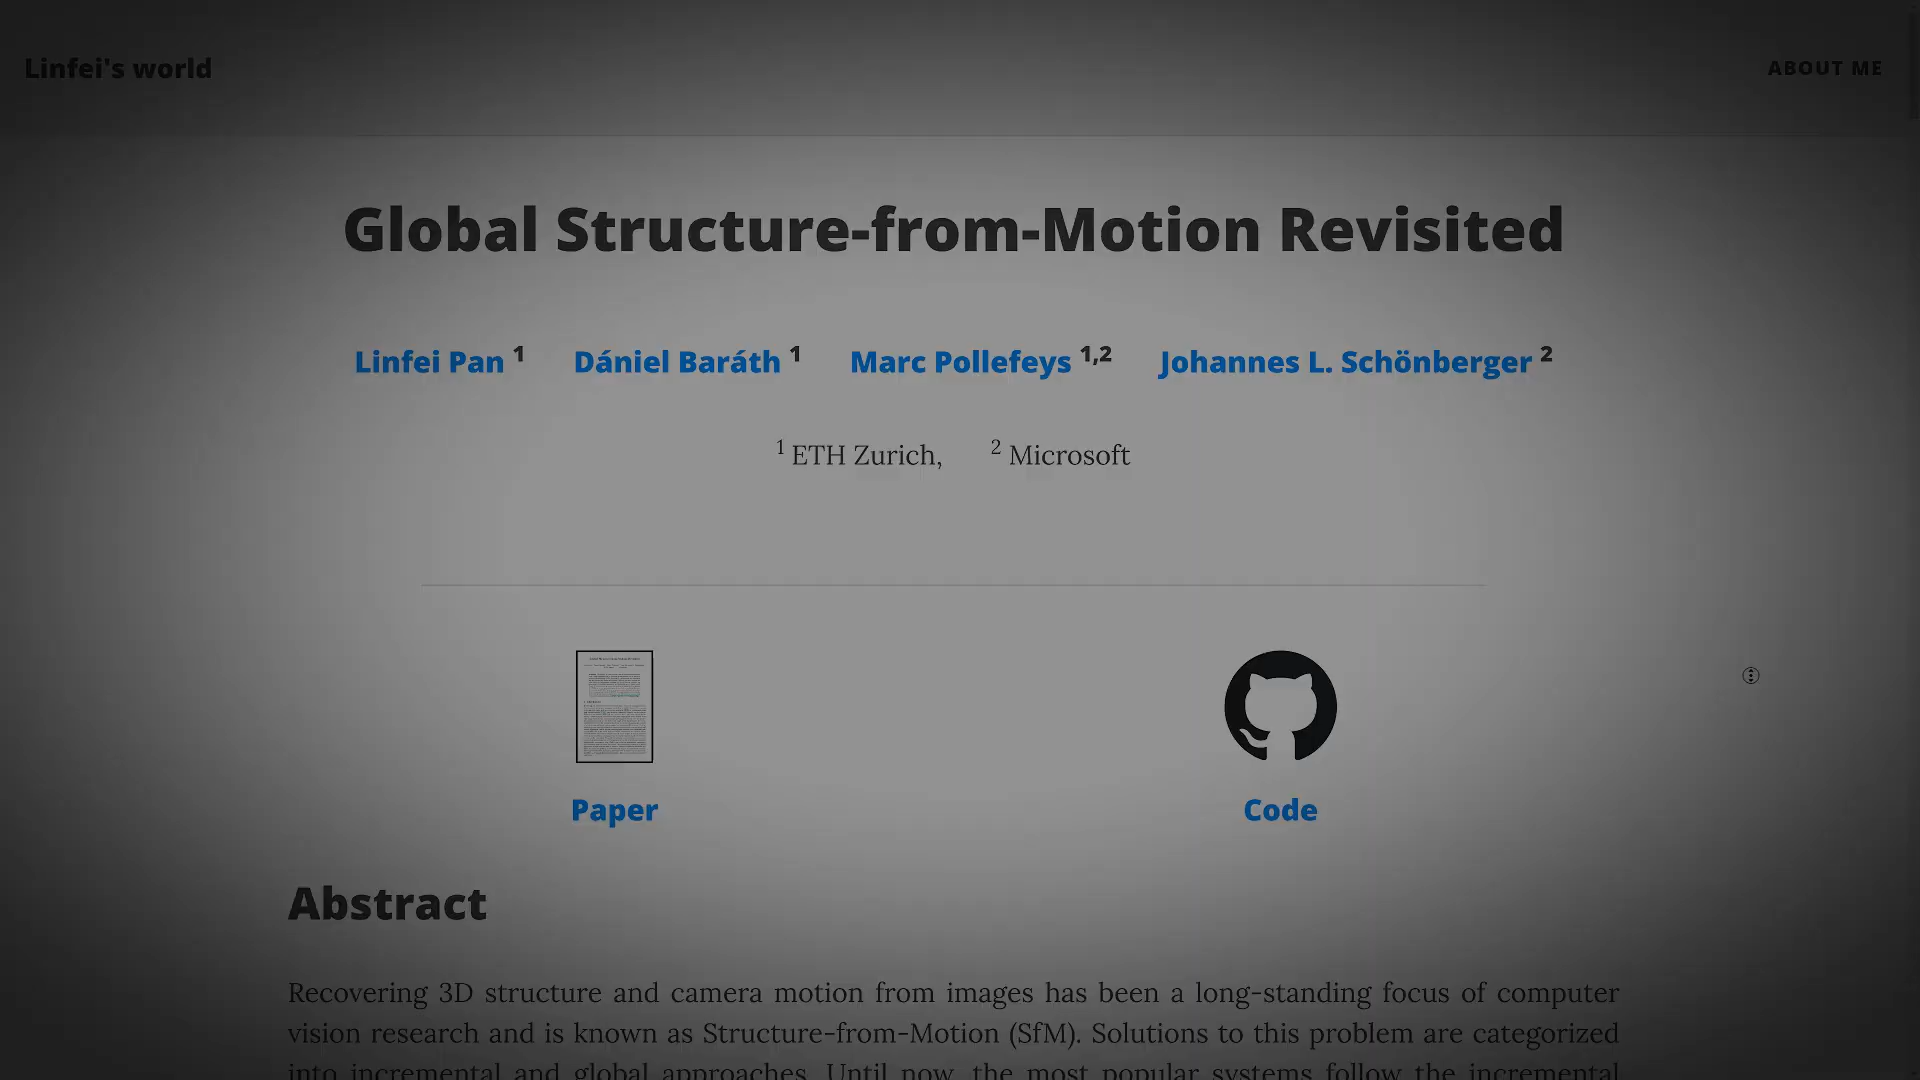 Linfei's world
ABOUT ME
Global Structure-from-Motion Revisited
Linfei Pan 1 Dániel Baráth 1 Marc Pollefeys 1,2 Johannes L. Schönberger 2
1 ETH Zurich, 2 Microsoft
Paper
Code
Abstract
Recovering 3D structure and camera motion from images has been a long-standing focus of computer
vision research and is known as Structure-from-Motion (SfM). Solutions to this problem are categorized
into incremental and global approaches. Until now, the most popular systems follow the incremental